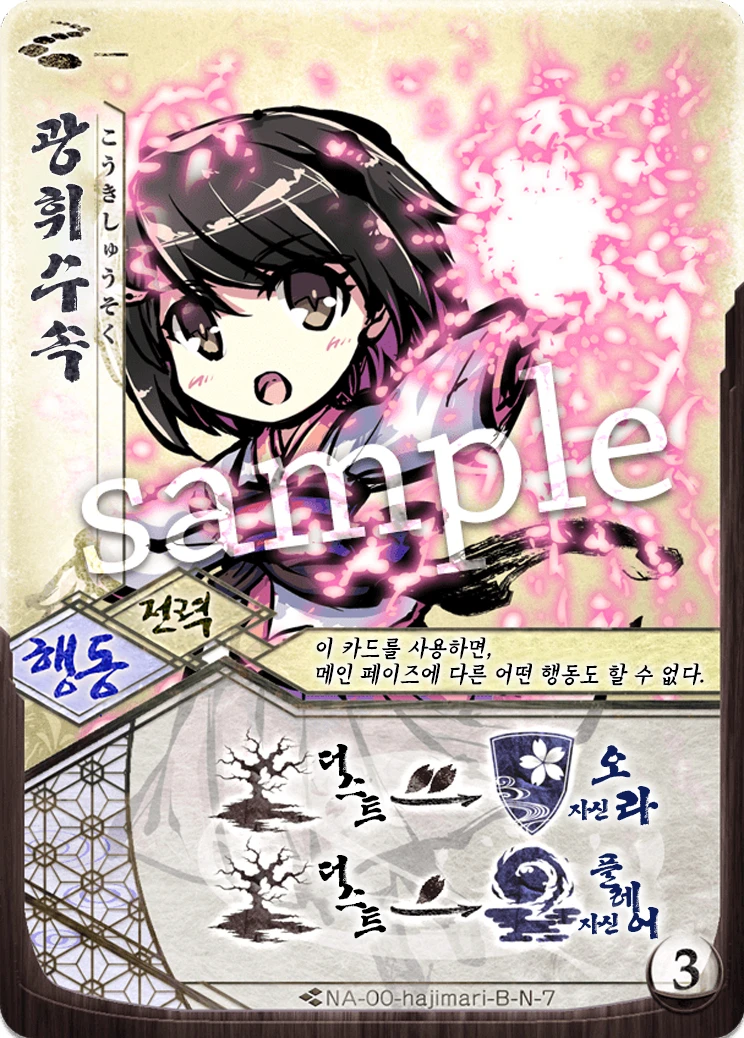 광휘수속
こうきしゅうそく
sample
전력
행동
이 카드를 사용하면,
메인 페이즈에 다른 어떤 행동도 할 수 없다.
더스트
자신 오라
더스트
자신 플레어
3
NA-00-hajimari-B-N-7